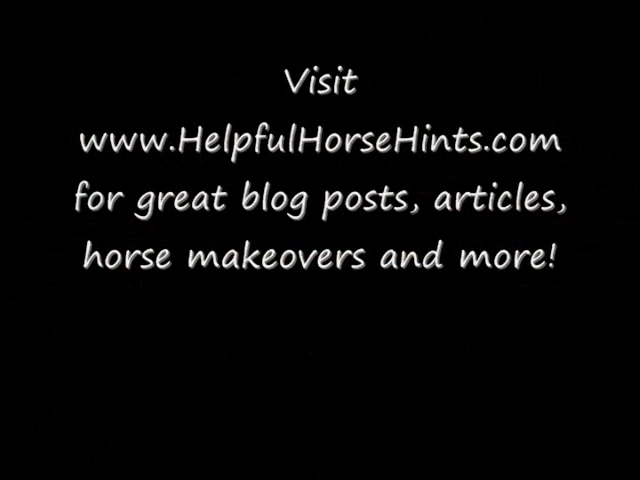 Visit
www.HelpfulHorseHints.com
for great blog posts, articles,
horse makeovers and more!